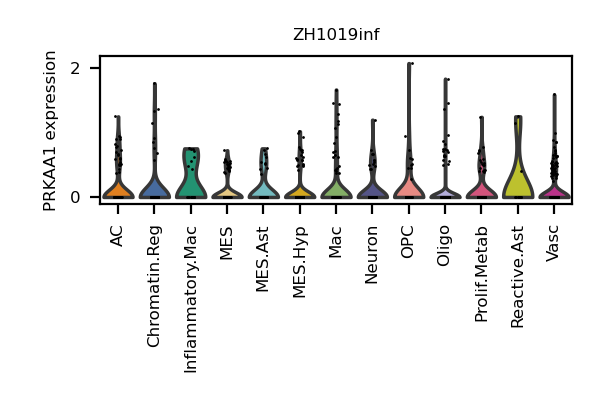 ZH1019inf
PRKAA1 expression
2
0
AC
Chromatin.Reg
Inflammatory.Mac
MES
MES.Ast
MES.Hyp
Mac
Neuron
OPC
Oligo
Prolif.Metab
Reactive.Ast
Vasc